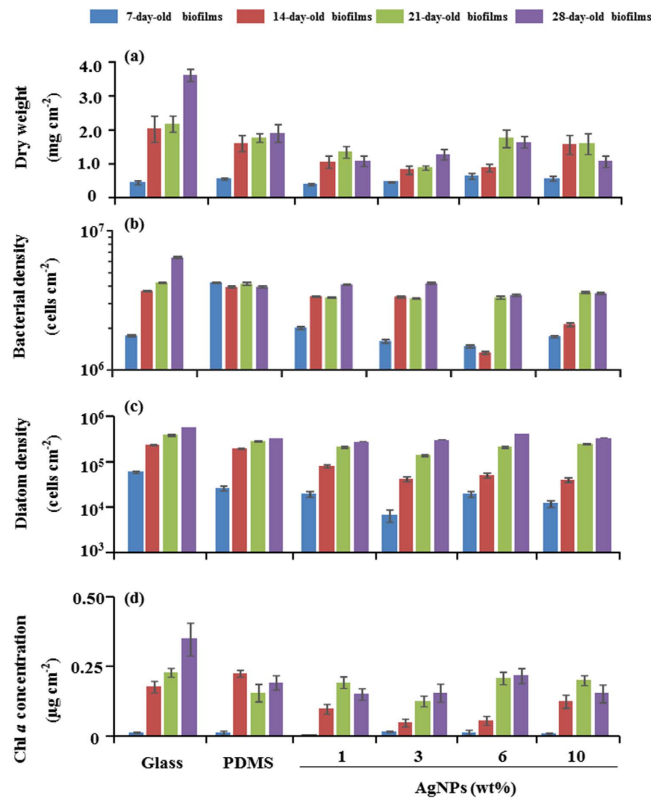 7-day-old biofilms 14-day-old biofilms 21-day-old biofilms 28-day-old biofilms
(a)
Dry weight
(mg cm⁻²)
4.0
3.0
2.0
1.0
0
(b)
Bacterial density
(cells cm⁻²)
10⁷
10⁶
(c)
Diatom density
(cells cm⁻²)
10⁶
10⁵
10⁴
10³
(d)
Chl a concentration
(µg cm⁻²)
0.50
0.25
0
Glass PDMS 1 3 6 10
AgNPs (wt%)